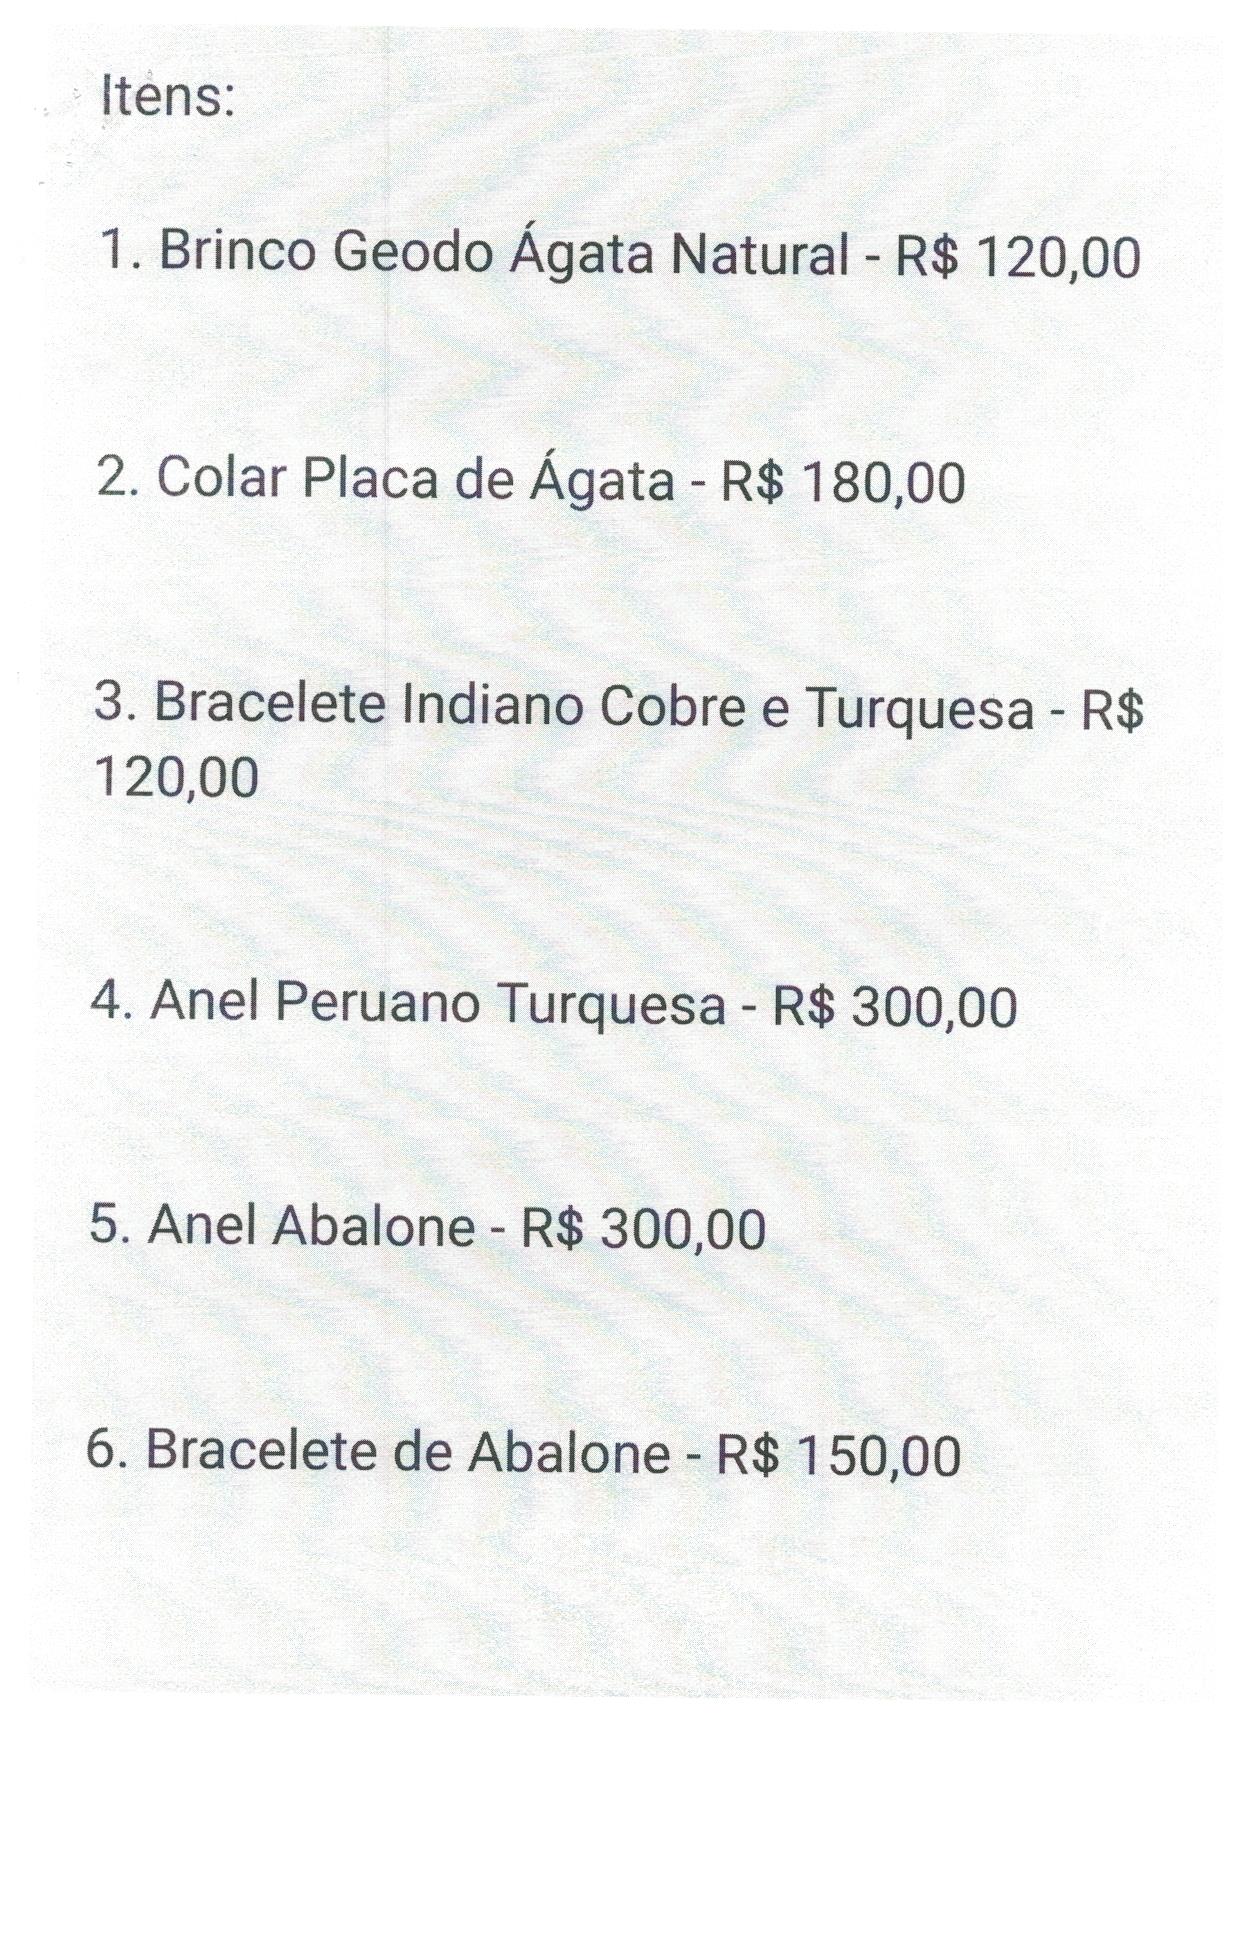 Itens:
1. Brinco Geodo Ágata Natural - R$ 120,00
2. Colar Placa de Ágata - R$ 180,00
3. Bracelete Indiano Cobre e Turquesa - R$
120,00
4. Anel Peruano Turquesa - R$ 300,00
5. Anel Abalone - R$ 300,00
6. Bracelete de Abalone - R$ 150,00